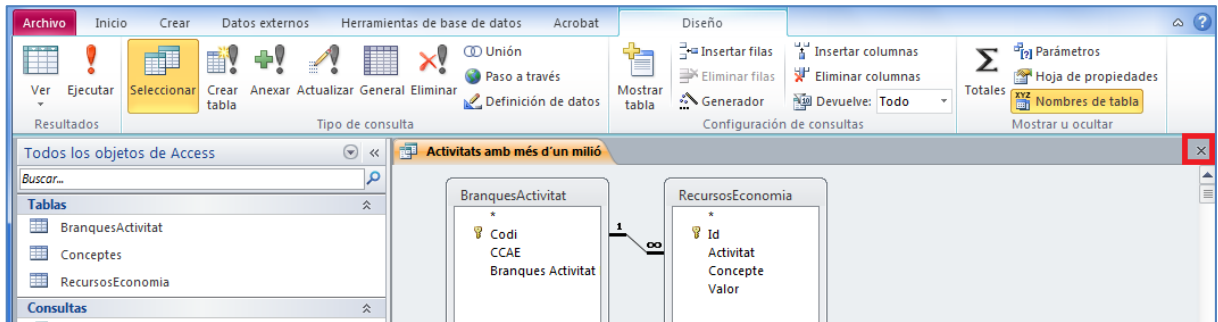 Archivo Inicio Crear Datos externos Herramientas de base de datos Acrobat Diseño
Ver
Ejecutar
Seleccionar
Crear tabla
Anexar
Actualizar
General
Eliminar
Unión
Paso a través
Definición de datos
Mostrar tabla
Insertar filas
Eliminar filas
Generador
Insertar columnas
Eliminar columnas
Devuelve: Todo
Σ
Totales
Parámetros
Hoja de propiedades
XYZ
Nombres de tabla
Resultados Tipo de consulta Configuración de consultas Mostrar u ocultar
Todos los objetos de Access
Buscar...
Tablas
BranquesActivitat
Conceptes
RecursosEconomia
Consultas
Activitats amb més d'un milió
BranquesActivitat
*
Codi
CCAE
Branques Activitat
1
∞
RecursosEconomia
*
Id
Activitat
Concepte
Valor